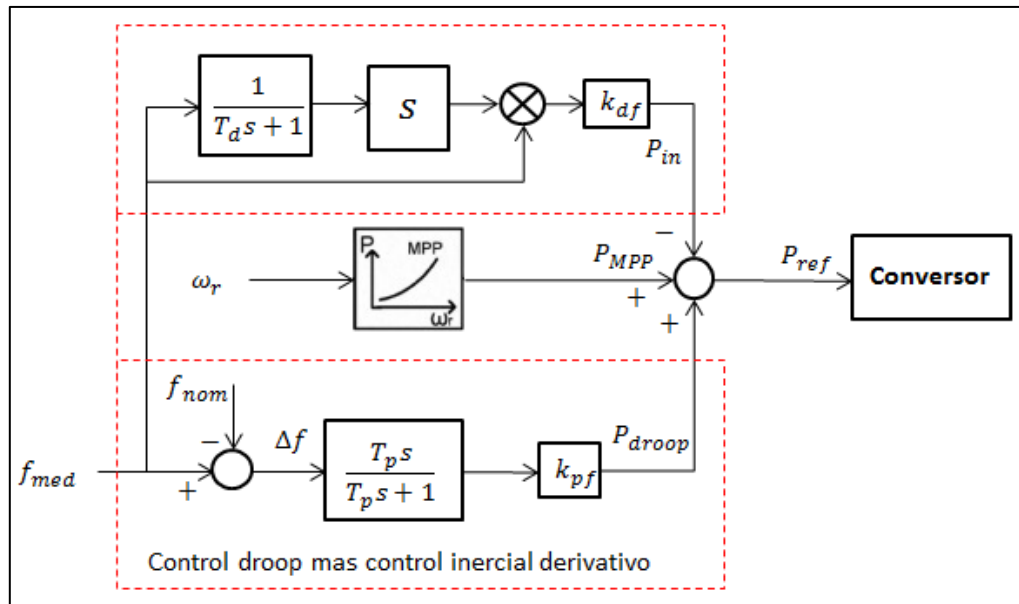 1
T_d s + 1
S
k_df
P_in
−
P
MPP
ω_r
ω_r
P_MPP
+
+
P_ref
Conversor
f_nom
−
Δf
f_med
+
T_p s
T_p s + 1
k_pf
P_droop
Control droop mas control inercial derivativo